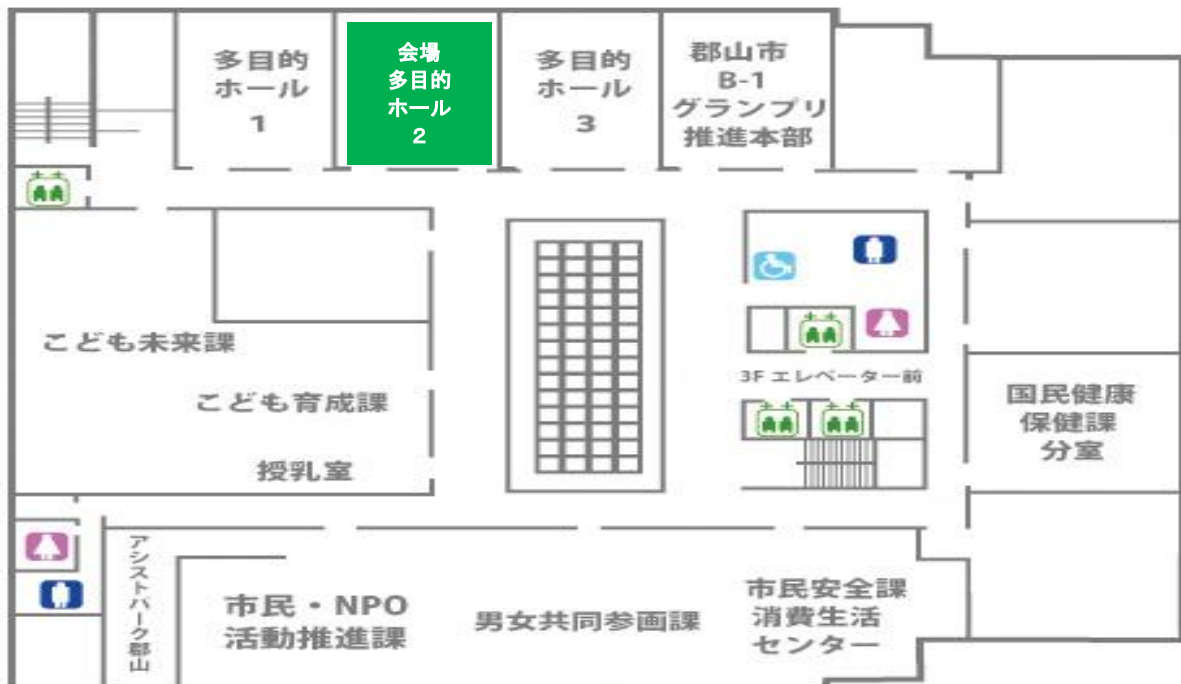 多目的
ホール
1
会場
多目的
ホール
2
多目的
ホール
3
郡山市
B-1
グランプリ
推進本部
こども未来課
こども育成課
授乳室
3F エレベーター前
国民健康
保健課
分室
アシストパーク郡山
市民・NPO
活動推進課
男女共同参画課
市民安全課
消費生活
センター